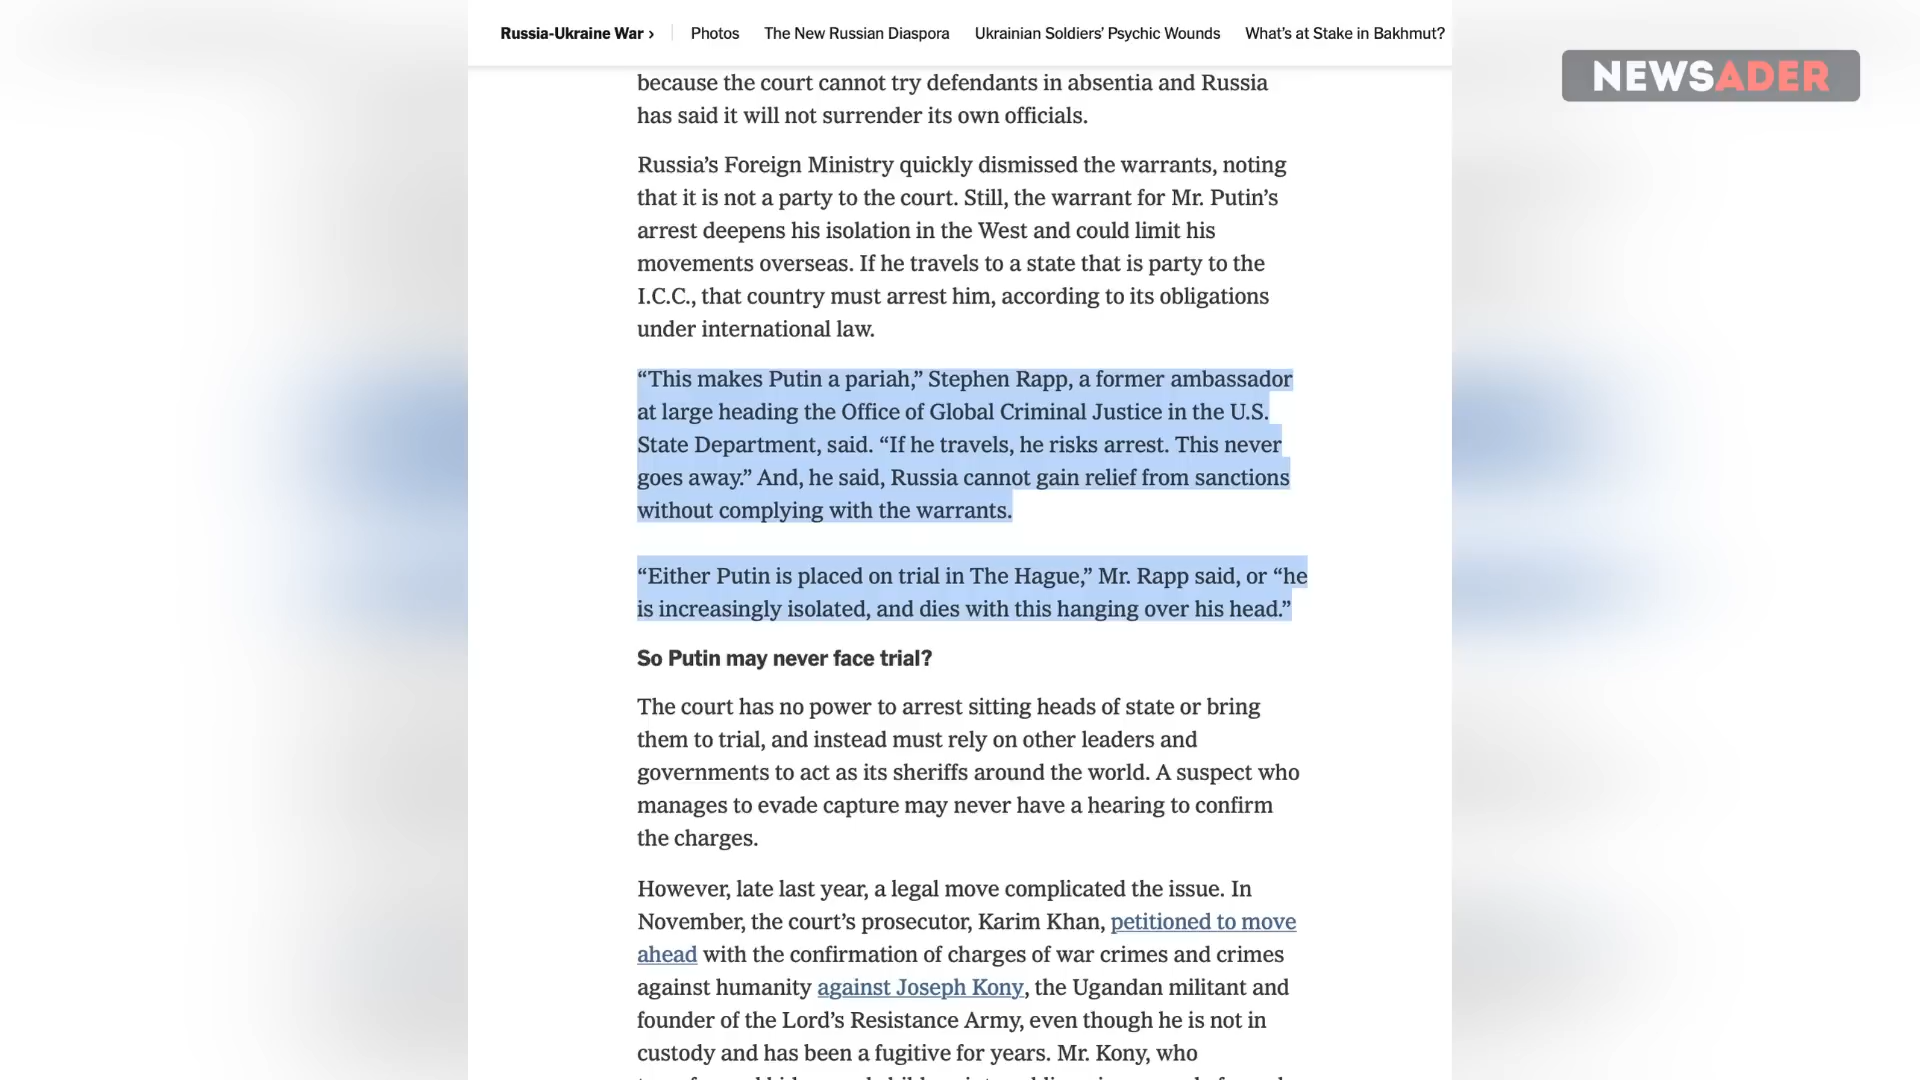 Russia-Ukraine War ›
Photos
The New Russian Diaspora
Ukrainian Soldiers’ Psychic Wounds
What’s at Stake in Bakhmut?
NEWSADER
because the court cannot try defendants in absentia and Russia
has said it will not surrender its own officials.
Russia’s Foreign Ministry quickly dismissed the warrants, noting
that it is not a party to the court. Still, the warrant for Mr. Putin’s
arrest deepens his isolation in the West and could limit his
movements overseas. If he travels to a state that is party to the
I.C.C., that country must arrest him, according to its obligations
under international law.
“This makes Putin a pariah,” Stephen Rapp, a former ambassador
at large heading the Office of Global Criminal Justice in the U.S.
State Department, said. “If he travels, he risks arrest. This never
goes away.” And, he said, Russia cannot gain relief from sanctions
without complying with the warrants.
“Either Putin is placed on trial in The Hague,” Mr. Rapp said, or “he
is increasingly isolated, and dies with this hanging over his head.”
So Putin may never face trial?
The court has no power to arrest sitting heads of state or bring
them to trial, and instead must rely on other leaders and
governments to act as its sheriffs around the world. A suspect who
manages to evade capture may never have a hearing to confirm
the charges.
However, late last year, a legal move complicated the issue. In
November, the court’s prosecutor, Karim Khan, petitioned to move
ahead with the confirmation of charges of war crimes and crimes
against humanity against Joseph Kony, the Ugandan militant and
founder of the Lord’s Resistance Army, even though he is not in
custody and has been a fugitive for years. Mr. Kony, who